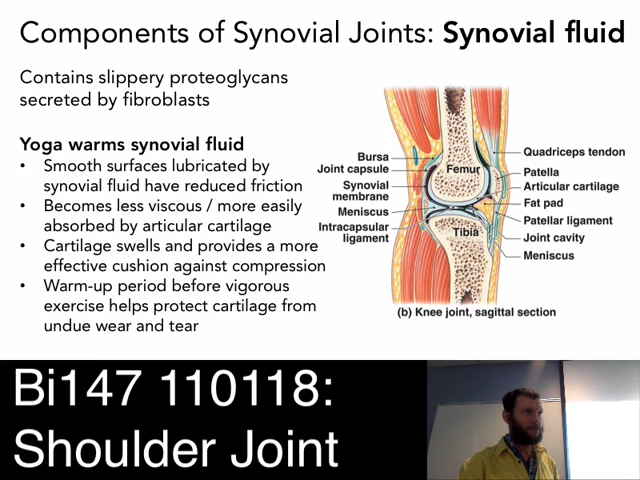 Components of Synovial Joints: Synovial fluid
Contains slippery proteoglycans
secreted by fibroblasts
Yoga warms synovial fluid
• Smooth surfaces lubricated by
synovial fluid have reduced friction
• Becomes less viscous / more easily
absorbed by articular cartilage
• Cartilage swells and provides a more
effective cushion against compression
• Warm-up period before vigorous
exercise helps protect cartilage from
undue wear and tear
Bursa
Joint capsule
Synovial
membrane
Meniscus
Intracapsular
ligament
Femur
Tibia
Quadriceps tendon
Patella
Articular cartilage
Fat pad
Patellar ligament
Joint cavity
Meniscus
(b) Knee joint, sagittal section
Bi147 110118:
Shoulder Joint